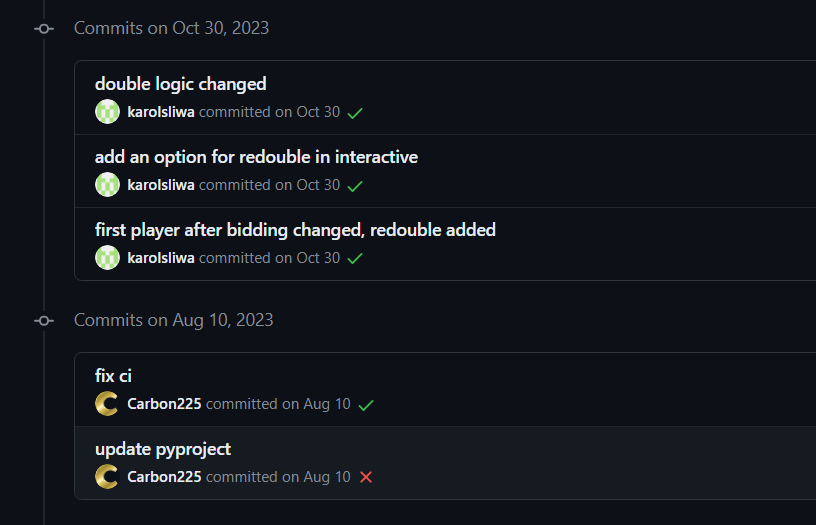 Commits on Oct 30, 2023
double logic changed
karolsliwa committed on Oct 30
add an option for redouble in interactive
karolsliwa committed on Oct 30
first player after bidding changed, redouble added
karolsliwa committed on Oct 30
Commits on Aug 10, 2023
fix ci
Carbon225 committed on Aug 10
update pyproject
Carbon225 committed on Aug 10